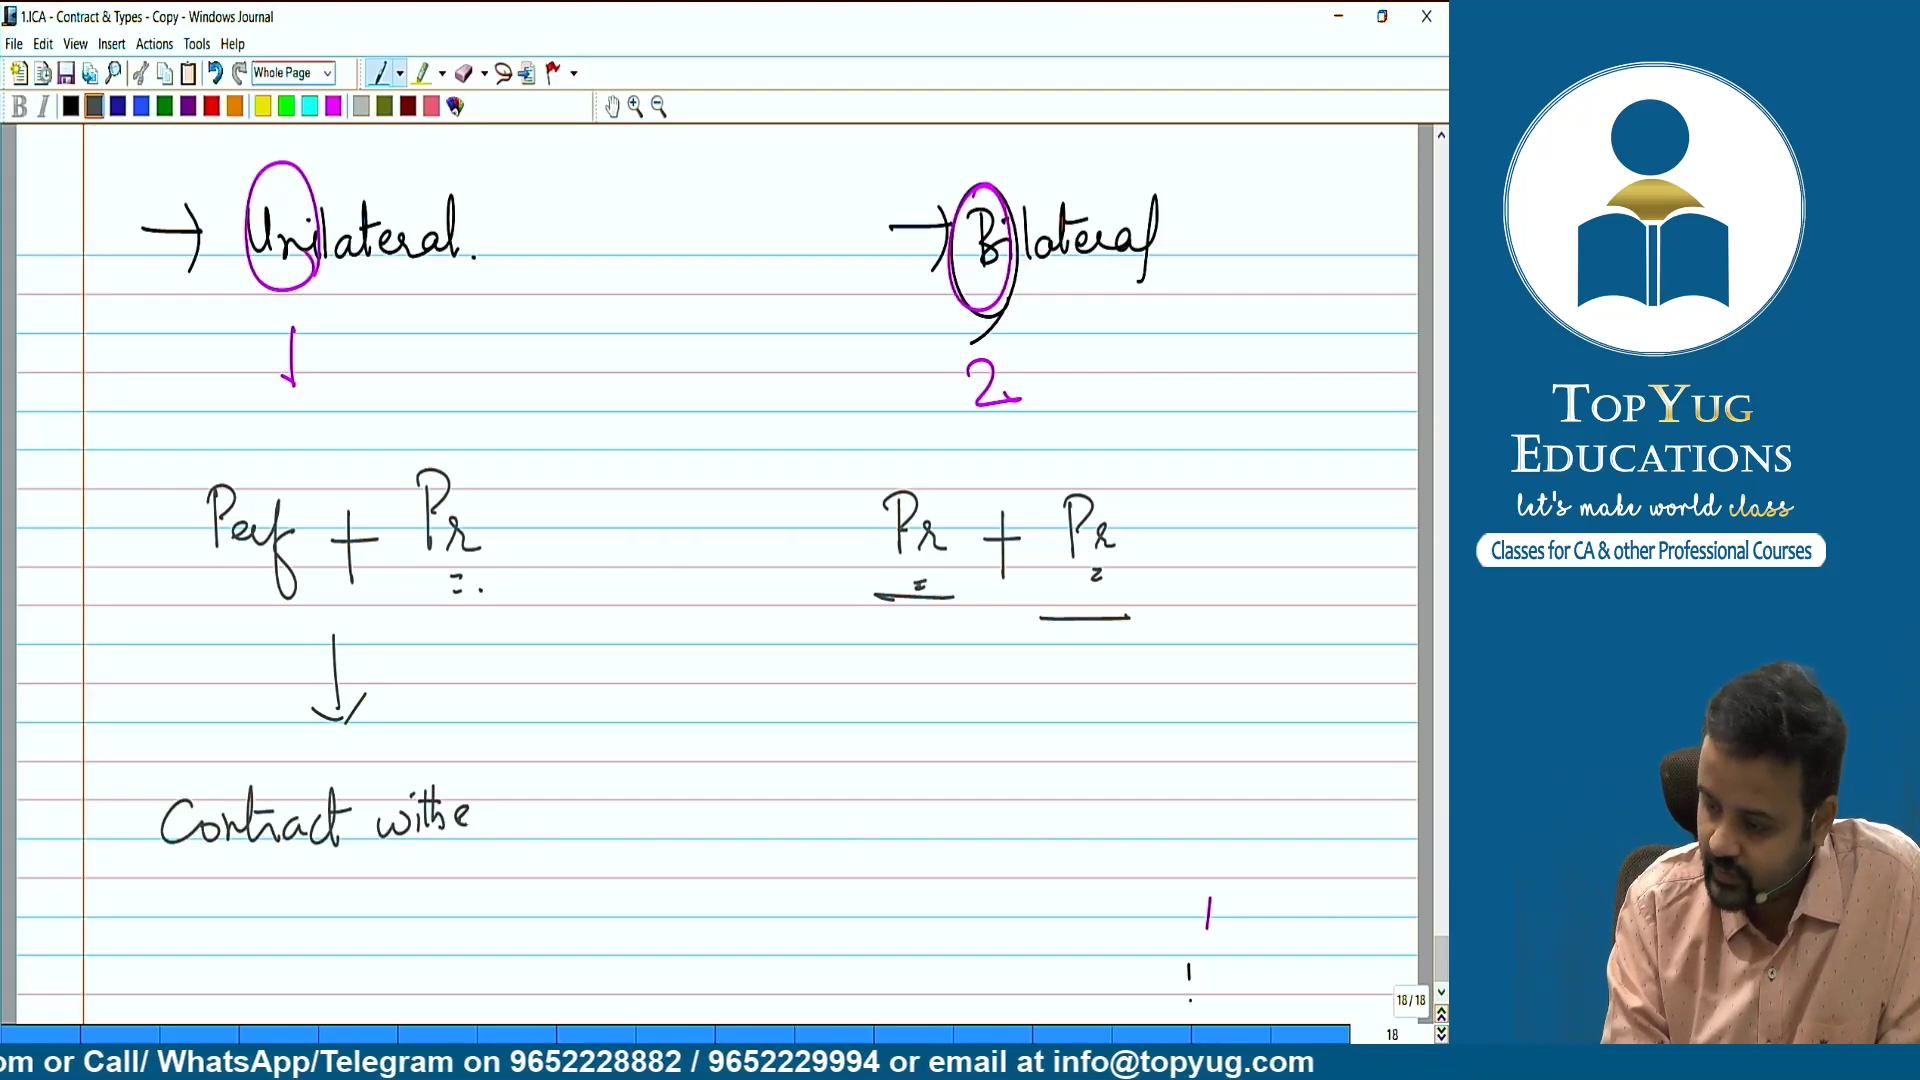 1.ICA - Contract & Types - Copy - Windows Journal
File Edit View Insert Actions Tools Help
Whole Page
B I
→ Unilateral. → Bilateral
1 2
Perf + Pr Pr + Pr
Contract withe
18 / 18
18
TOPYUG
EDUCATIONS
let's make world class
Classes for CA & other Professional Courses
om or Call/ WhatsApp/Telegram on 9652228882 / 9652229994 or email at info@topyug.com